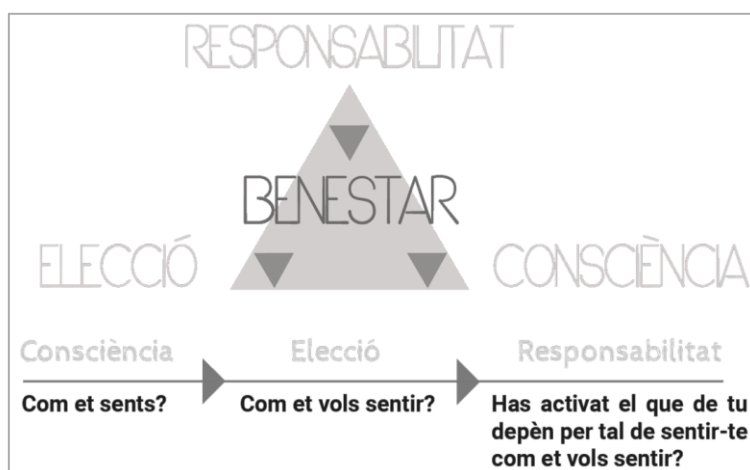 RESPONSABILITAT
BENESTAR
ELECCIÓ
CONSCIÈNCIA
Consciència
Elecció
Responsabilitat
Com et sents?
Com et vols sentir?
Has activat el que de tu
depèn per tal de sentir-te
com et vols sentir?